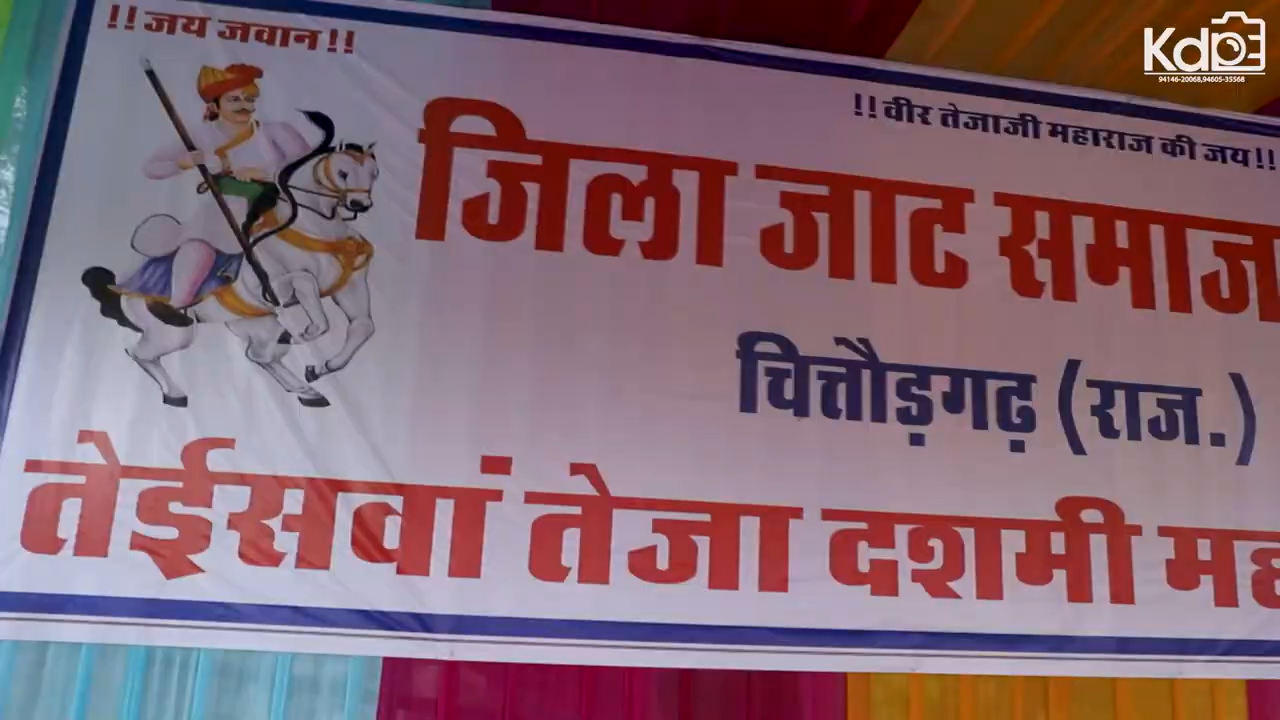 !! जय जवान !!
Kd
94146-20068,94605-35568
!! वीर तेजाजी महाराज की जय !!
जिला जाट समाज
चित्तौड़गढ़ (राज.)
तेईसवां तेजा दशमी मह